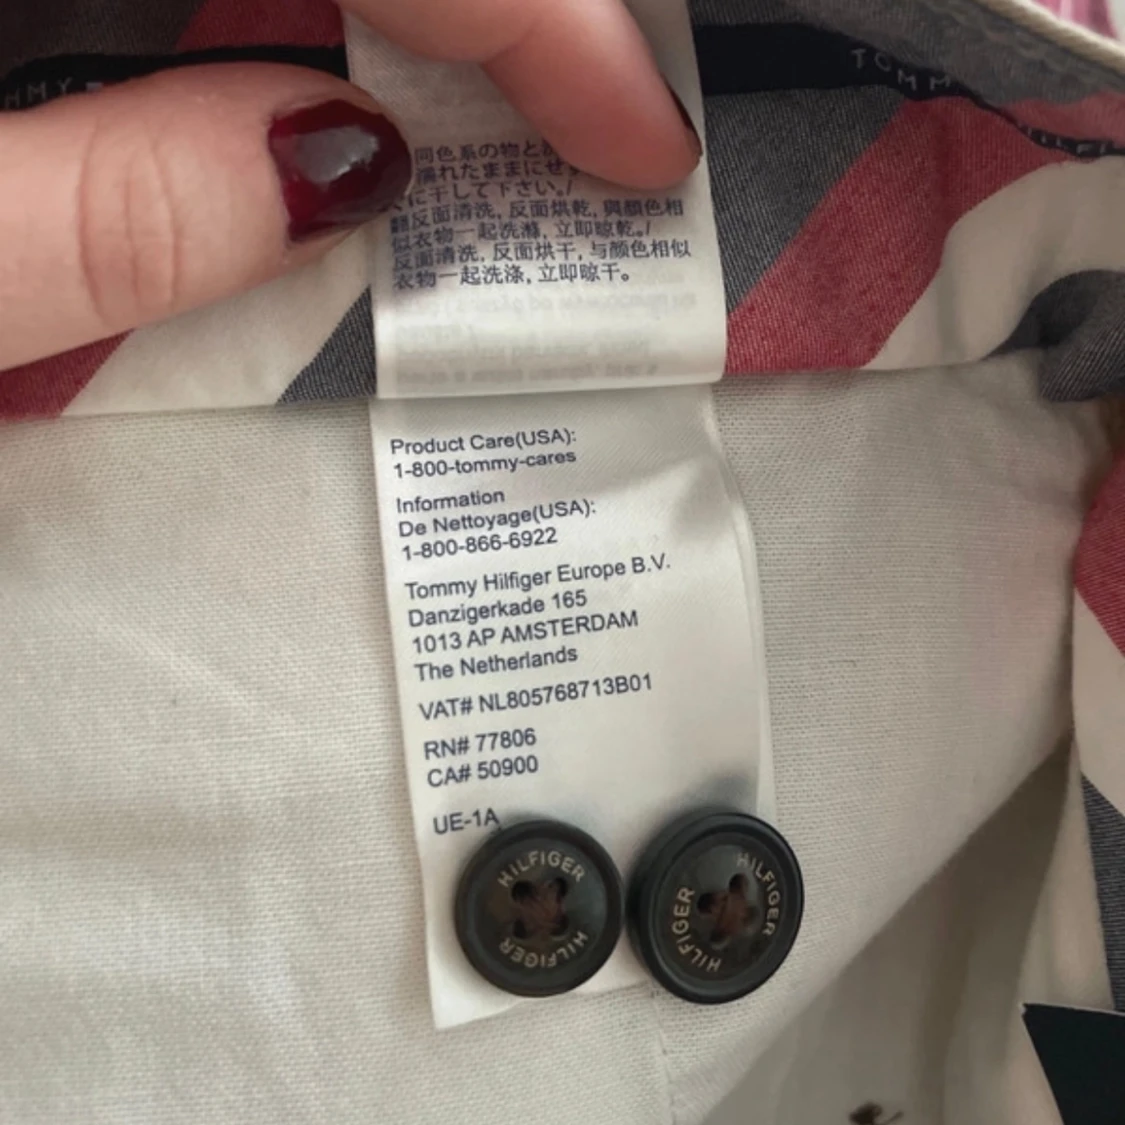 TOMM
HILFI
同色系の物と
濡れたままにせ
に干して下さい。/
翻反面清洗, 反面烘乾, 與顏色相
似衣物一起洗滌, 立即晾乾。/
反面清洗, 反面烘干, 与颜色相似
衣物一起洗涤, 立即晾干。
Product Care(USA):
1-800-tommy-cares
Information
De Nettoyage(USA):
1-800-866-6922
Tommy Hilfiger Europe B.V.
Danzigerkade 165
1013 AP AMSTERDAM
The Netherlands
VAT# NL805768713B01
RN# 77806
CA# 50900
UE-1A
HILFIGER
HILFIGER
HILFIGER
HILFIGER